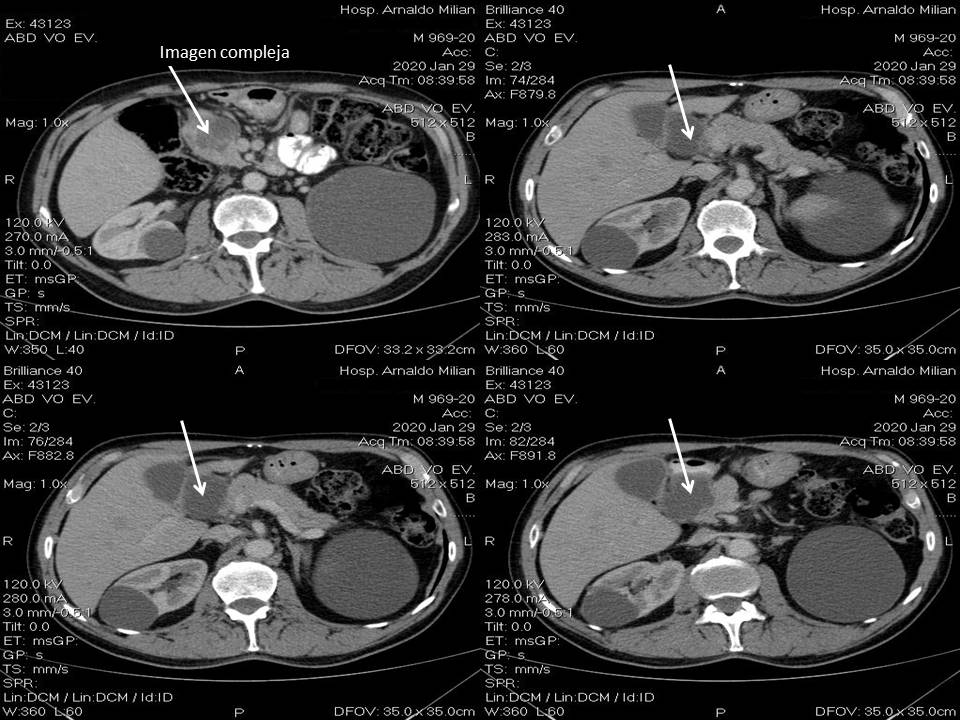 Hosp. Arnaldo Milian
Ex: 43123
ABD VO EV.
M 969-20
Acc:
2020 Jan 29
Acq Tm: 08:39:58
Imagen compleja
ABD VO EV.
512 x 512
Mag: 1.0x
B
R
L
120.0 kV
270.0 mA
3.0 mm/-0.5:1
Tilt: 0.0
ET: msGP:
GP: s
TS: mm/s
SPR:
Lin:DCM / Lin:DCM / Id:ID
W:350 L:40
P
DFOV: 33.2 x 33.2cm
Brilliance 40
A
Hosp. Arnaldo Milian
Ex: 43123
ABD VO EV.
M 969-20
C:
Acc:
Se: 2/3
2020 Jan 29
Im: 74/284
Acq Tm: 08:39:58
Ax: F879.8
ABD VO EV.
512 x 512
Mag: 1.0x
B
R
L
120.0 kV
283.0 mA
3.0 mm/-0.5:1
Tilt: 0.0
ET: msGP:
GP: s
TS: mm/s
SPR:
Lin:DCM / Lin:DCM / Id:ID
W:360 L:60
P
DFOV: 35.0 x 35.0cm
Brilliance 40
A
Hosp. Arnaldo Milian
Ex: 43123
ABD VO EV.
M 969-20
C:
Acc:
Se: 2/3
2020 Jan 29
Im: 76/284
Acq Tm: 08:39:58
Ax: F882.8
ABD VO EV.
512 x 512
Mag: 1.0x
B
R
L
120.0 kV
280.0 mA
3.0 mm/-0.5:1
Tilt: 0.0
ET: msGP:
GP: s
TS: mm/s
SPR:
Lin:DCM / Lin:DCM / Id:ID
W:360 L:60
P
DFOV: 35.0 x 35.0cm
Brilliance 40
A
Hosp. Arnaldo Milian
Ex: 43123
ABD VO EV.
M 969-20
C:
Acc:
Se: 2/3
2020 Jan 29
Im: 82/284
Acq Tm: 08:39:58
Ax: F891.8
ABD VO EV.
512 x 512
Mag: 1.0x
B
R
L
120.0 kV
278.0 mA
3.0 mm/-0.5:1
Tilt: 0.0
ET: msGP:
GP: s
TS: mm/s
SPR:
Lin:DCM / Lin:DCM / Id:ID
W:360 L:60
P
DFOV: 35.0 x 35.0cm